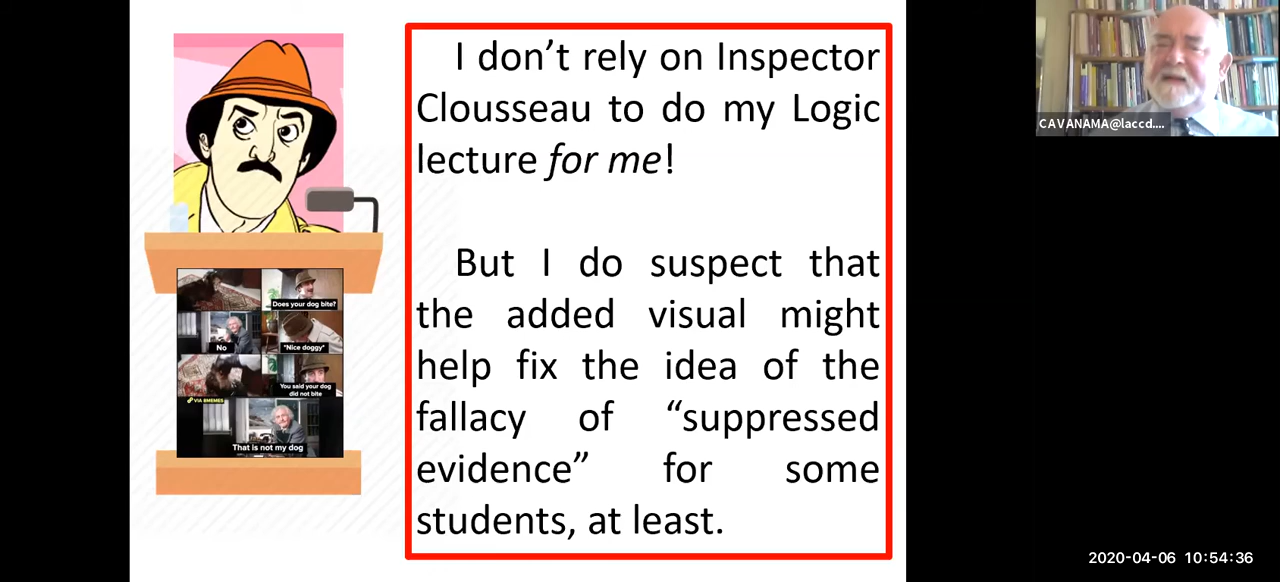 I don’t rely on Inspector
Clousseau to do my Logic
lecture for me!
But I do suspect that
the added visual might
help fix the idea of the
fallacy of “suppressed
evidence” for some
students, at least.
Does your dog bite?
No
"Nice doggy"
You said your dog
did not bite
VIA 9MEMES
That is not my dog
CAVANAMA@laccd....
2020-04-06 10:54:36